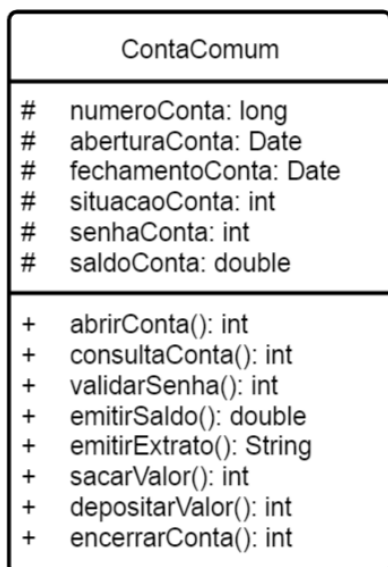 ContaComum
# numeroConta: long
# aberturaConta: Date
# fechamentoConta: Date
# situacaoConta: int
# senhaConta: int
# saldoConta: double
+ abrirConta(): int
+ consultaConta(): int
+ validarSenha(): int
+ emitirSaldo(): double
+ emitirExtrato(): String
+ sacarValor(): int
+ depositarValor(): int
+ encerrarConta(): int